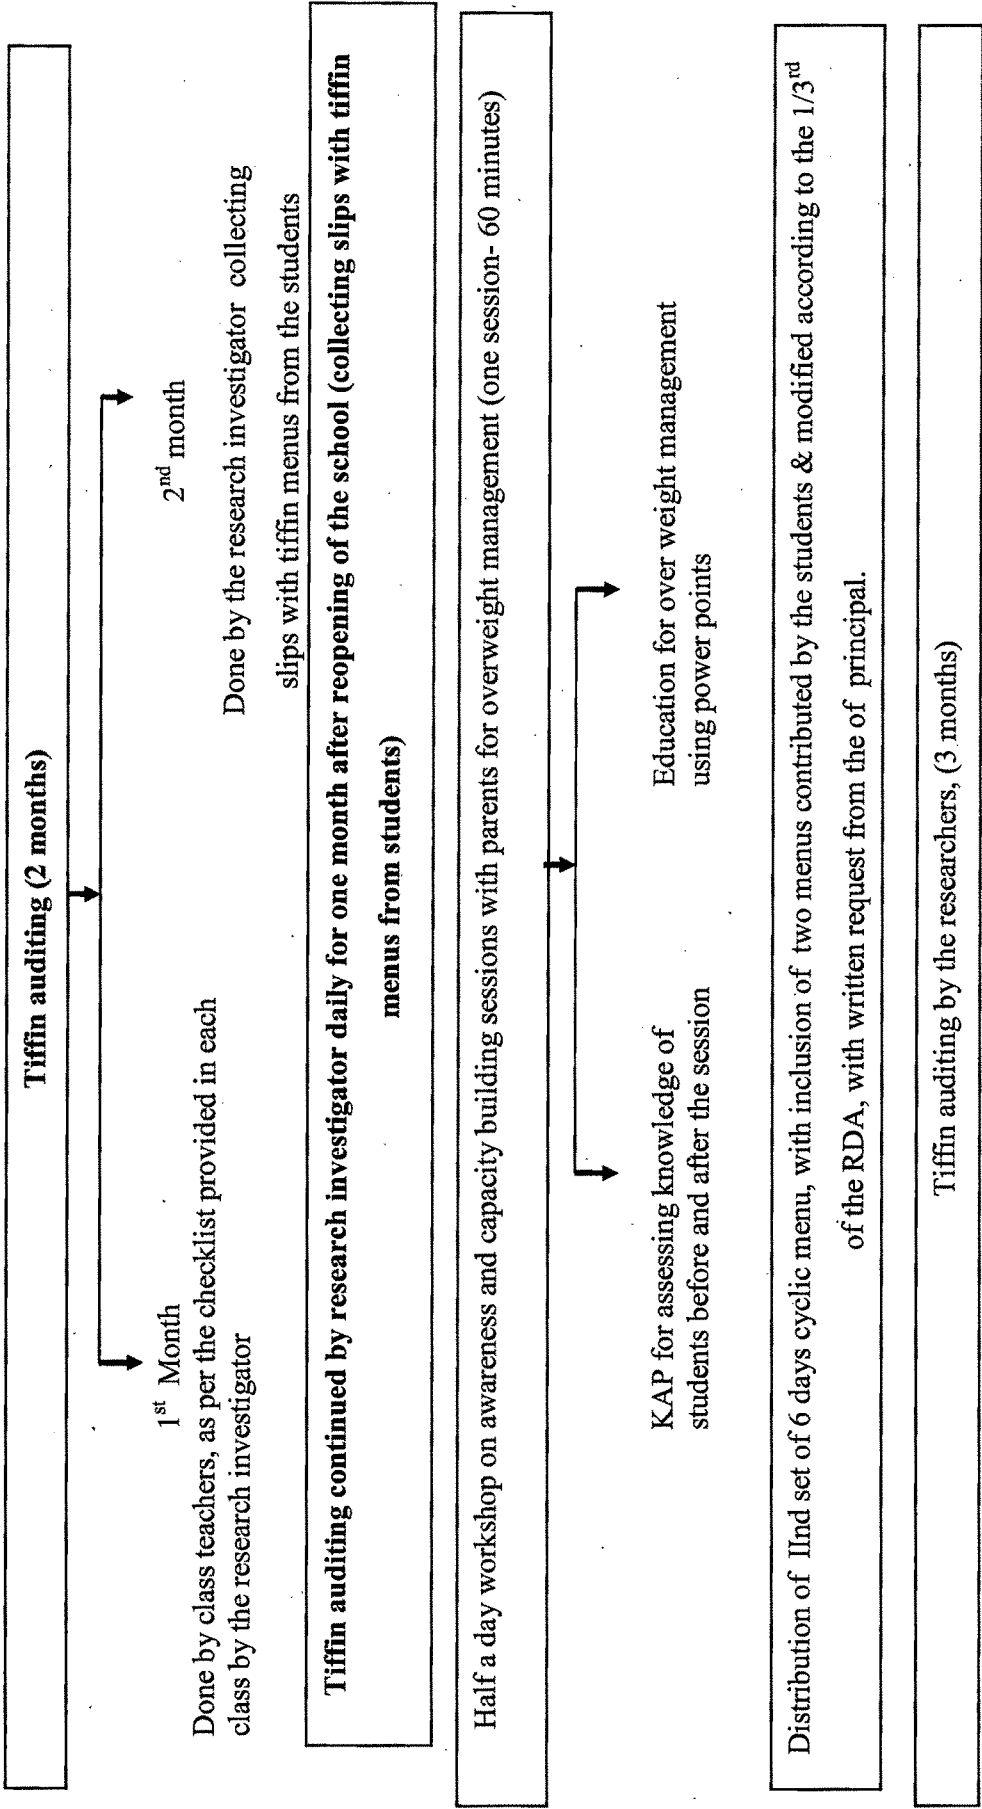 Tiffin auditing (2 months)
1st Month
Done by class teachers, as per the checklist provided in each
class by the research investigator
2nd month
Done by the research investigator collecting
slips with tiffin menus from the students
Tiffin auditing continued by research investigator daily for one month after reopening of the school (collecting slips with tiffin
menus from students)
Half a day workshop on awareness and capacity building sessions with parents for overweight management (one session- 60 minutes)
KAP for assessing knowledge of
students before and after the session
Education for over weight management
using power points
Distribution of IInd set of 6 days cyclic menu, with inclusion of two menus contributed by the students & modified according to the 1/3rd
of the RDA, with written request from the of principal.
Tiffin auditing by the researchers, (3 months)